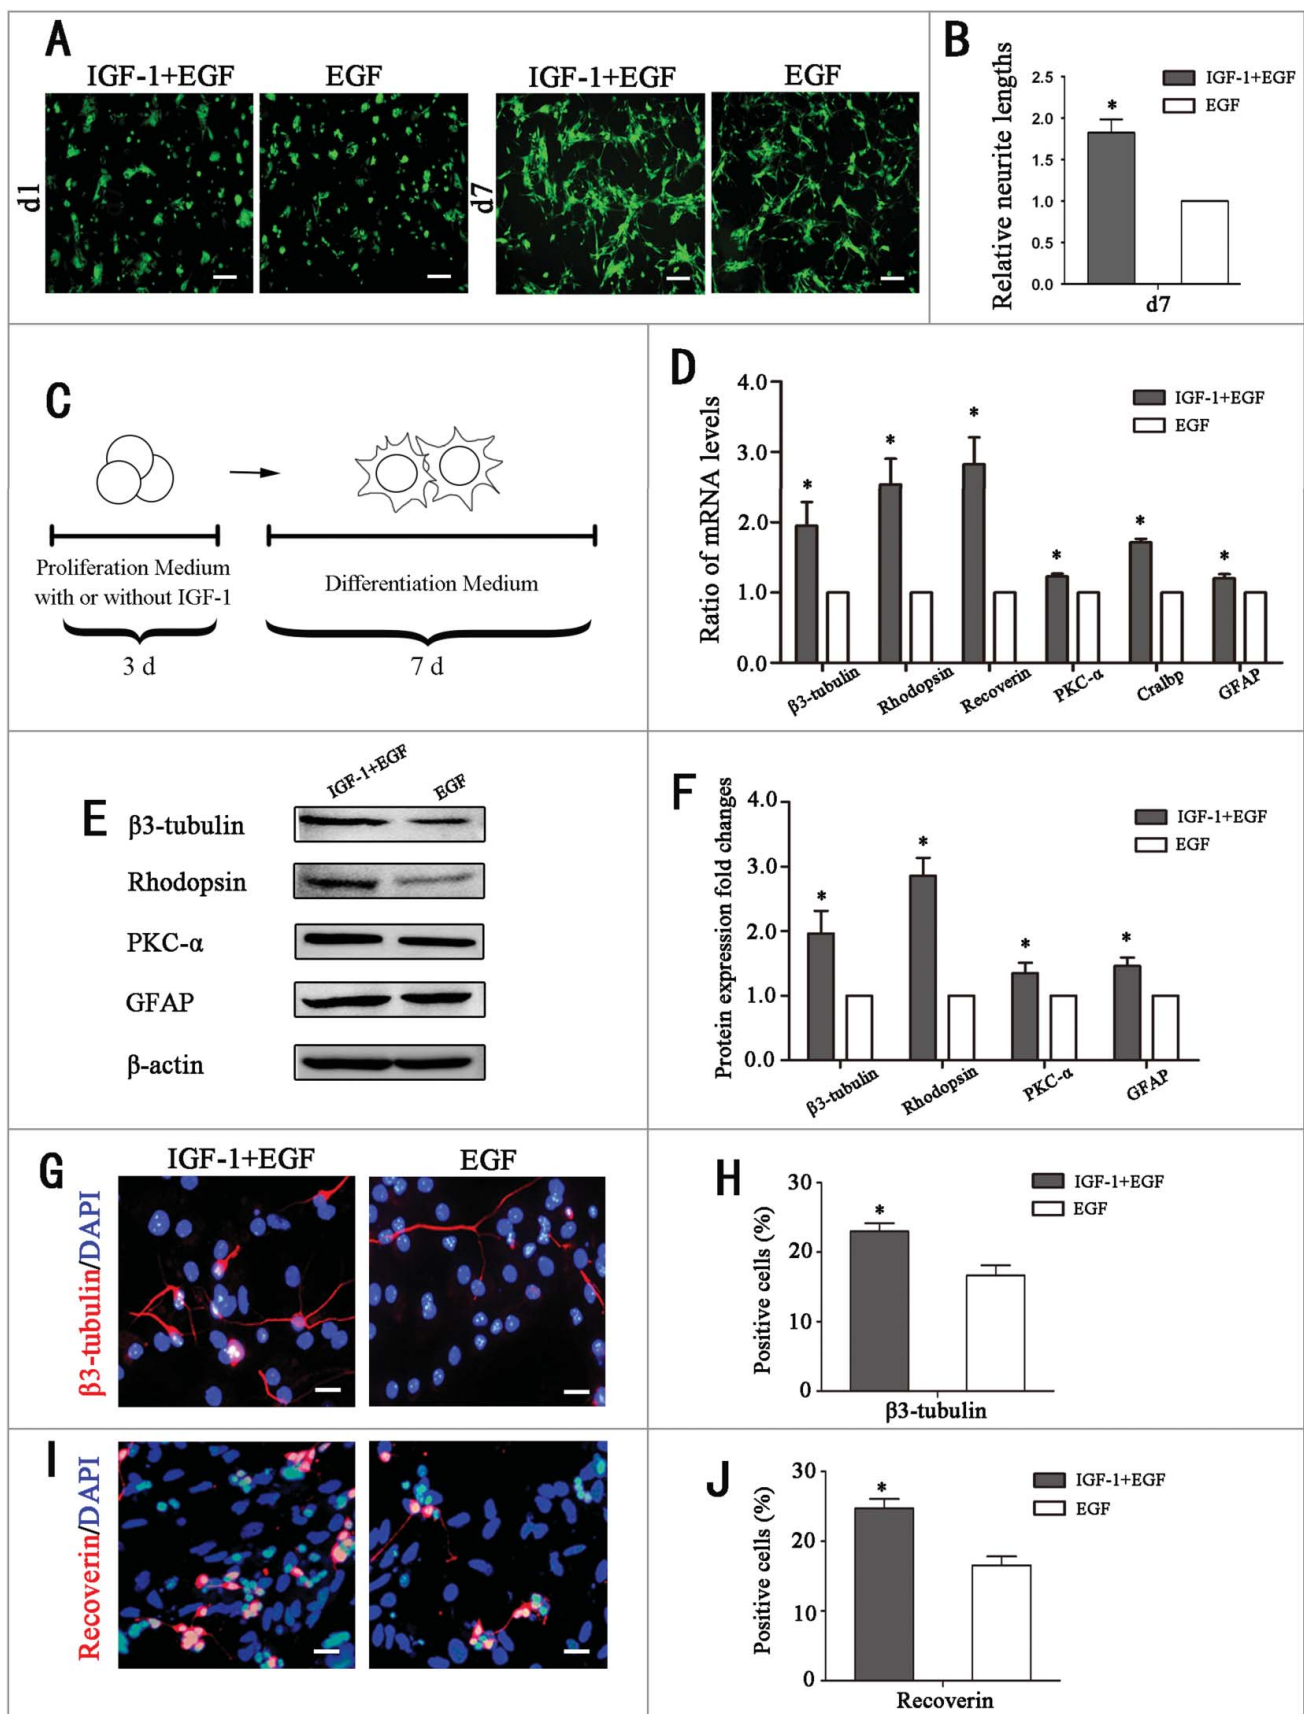 A
IGF-1+EGF
EGF
IGF-1+EGF
EGF
d1
d7
B
Relative neurite lengths
2.5
2.0
1.5
1.0
0.5
0.0
*
IGF-1+EGF
EGF
d7
C
Proliferation Medium
with or without IGF-1
Differentiation Medium
3 d
7 d
D
Ratio of mRNA levels
4.0
3.0
2.0
1.0
0.0
*
*
*
*
*
*
IGF-1+EGF
EGF
β3-tubulin
Rhodopsin
Recoverin
PKC-α
Cralbp
GFAP
E
IGF-1+EGF
EGF
β3-tubulin
Rhodopsin
PKC-α
GFAP
β-actin
F
Protein expression fold changes
4.0
3.0
2.0
1.0
0.0
*
*
*
*
IGF-1+EGF
EGF
β3-tubulin
Rhodopsin
PKC-α
GFAP
G
IGF-1+EGF
EGF
β3-tubulin/DAPI
H
Positive cells (%)
30
20
10
0
*
IGF-1+EGF
EGF
β3-tubulin
I
Recoverin/DAPI
J
Positive cells (%)
30
20
10
0
*
IGF-1+EGF
EGF
Recoverin